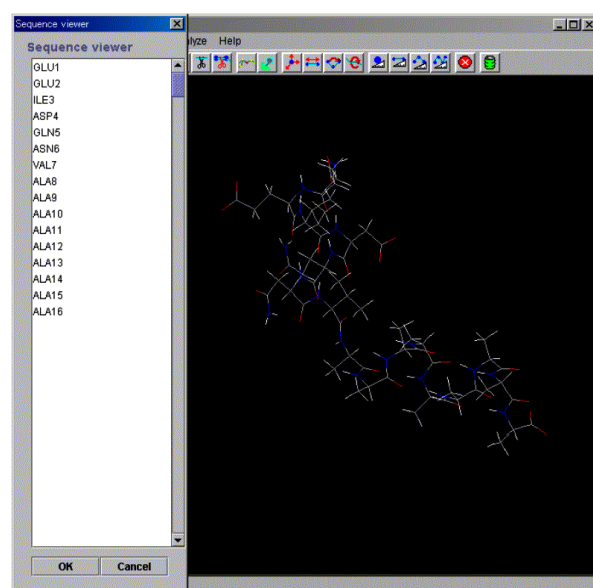 Sequence viewer
lyze Help
Sequence viewer
GLU1
GLU2
ILE3
ASP4
GLN5
ASN6
VAL7
ALA8
ALA9
ALA10
ALA11
ALA12
ALA13
ALA14
ALA15
ALA16
OK Cancel